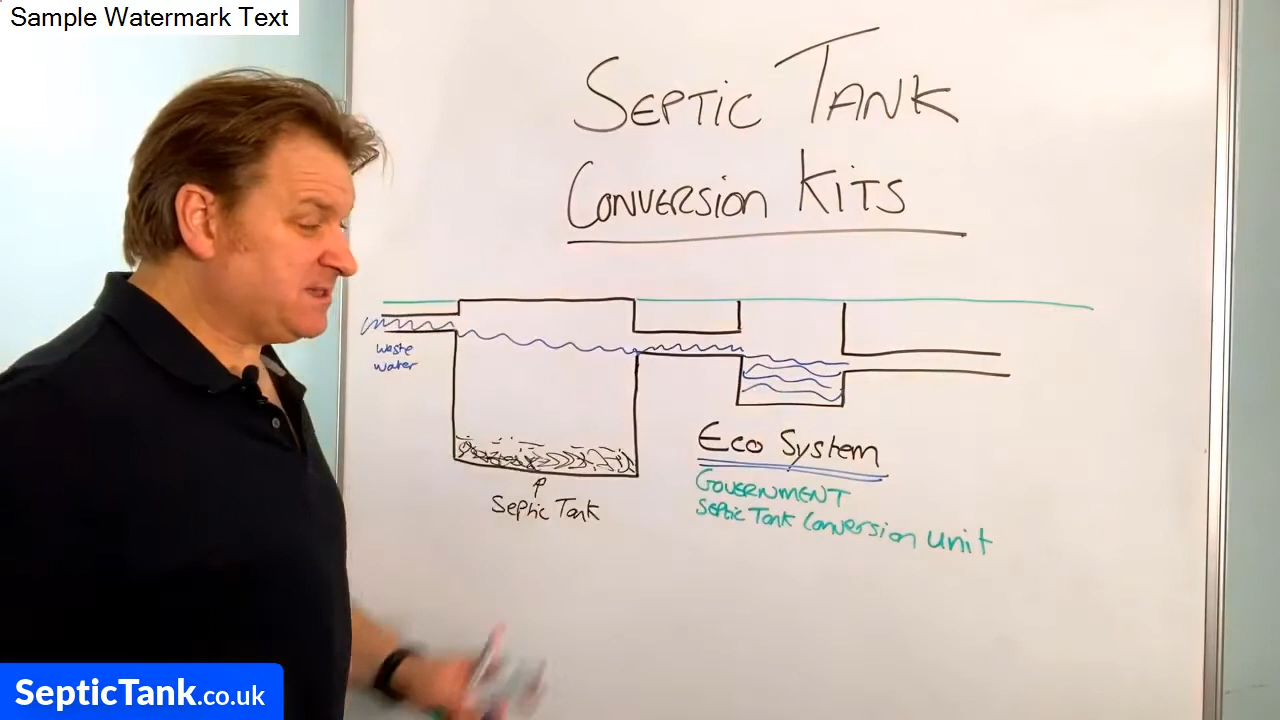 Sample Watermark Text
SEPTIC TANK
CONVERSION KITS
waste
water
Eco System
GOVERNMENT
Septic Tank Conversion Unit
Septic Tank
SepticTank.co.uk